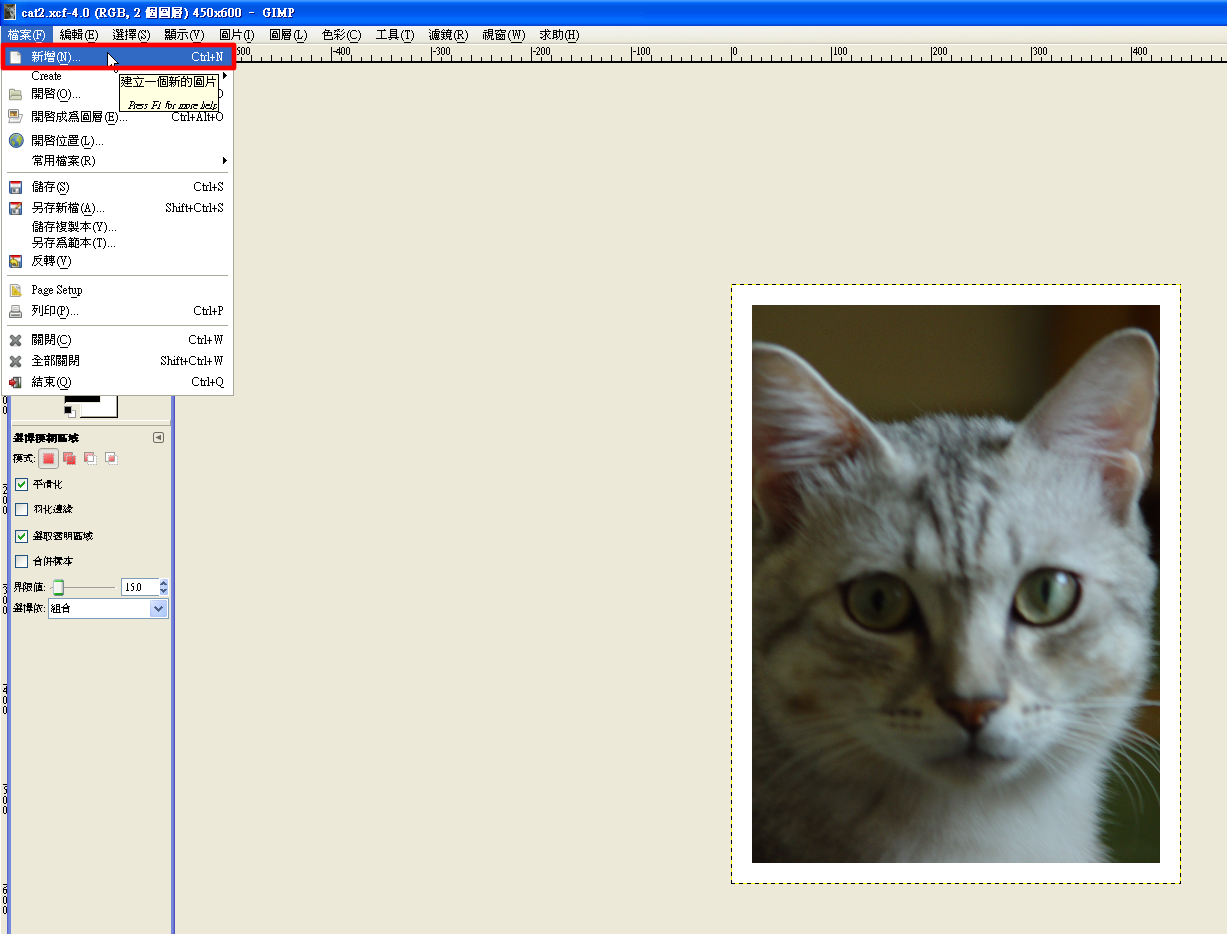 cat2.xcf-4.0 (RGB, 2 個圖層) 450x600 – GIMP
檔案(F) 編輯(E) 選擇(S) 顯示(V) 圖片(I) 圖層(L) 色彩(C) 工具(T) 濾鏡(R) 視窗(W) 求助(H)
500 -400 -300 -200 -100 0 100 200 300 400
新增(N)... Ctrl+N
Create
建立一個新的圖片
Press F1 for more help
開啓(O)... O
開啓成爲圖層(E)... Ctrl+Alt+O
開啓位置(L)...
常用檔案(R)
儲存(S) Ctrl+S
另存新檔(A)... Shift+Ctrl+S
儲存複製本(Y)...
另存爲範本(T)...
反轉(V)
Page Setup
列印(P)... Ctrl+P
關閉(C) Ctrl+W
全部關閉 Shift+Ctrl+W
結束(Q) Ctrl+Q
選擇模糊區域
模式:
平滑化
羽化邊緣
選取透明區域
合併樣本
界限值: 15.0
選擇依: 組合
200
300
400
500
600